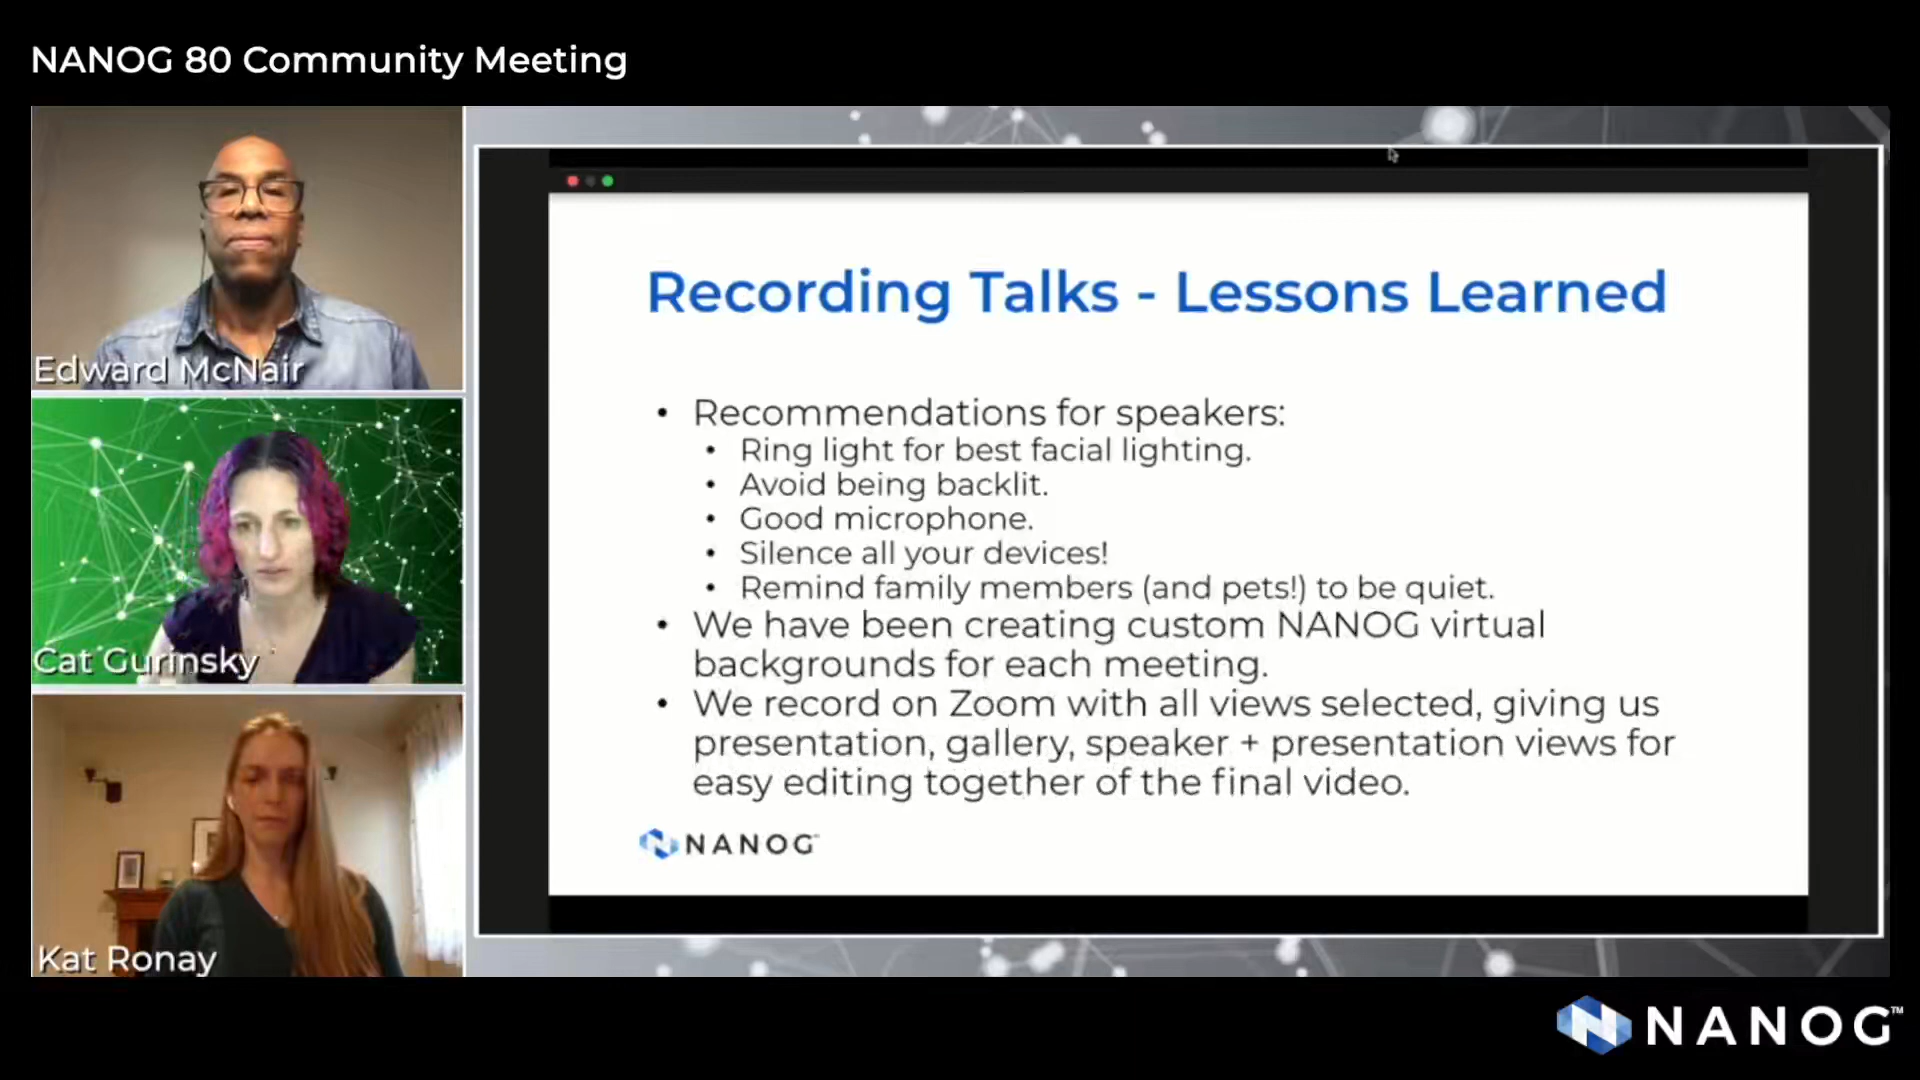 NANOG 80 Community Meeting
Edward McNair
Cat Gurinsky
Kat Ronay
Recording Talks - Lessons Learned
• Recommendations for speakers:
• Ring light for best facial lighting.
• Avoid being backlit.
• Good microphone.
• Silence all your devices!
• Remind family members (and pets!) to be quiet.
• We have been creating custom NANOG virtual
backgrounds for each meeting.
• We record on Zoom with all views selected, giving us
presentation, gallery, speaker + presentation views for
easy editing together of the final video.
NANOG™
NANOG™